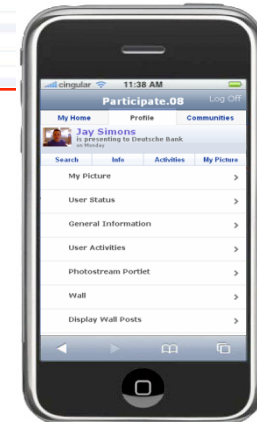 cingular 11:38 AM
Participate.08 Log Off
My Home Profile Communities
Jay Simons
is presenting to Deutsche Bank
on Monday
Search Info Activities My Picture
My Picture
User Status
General Information
User Activities
Photostream Portlet
Wall
Display Wall Posts